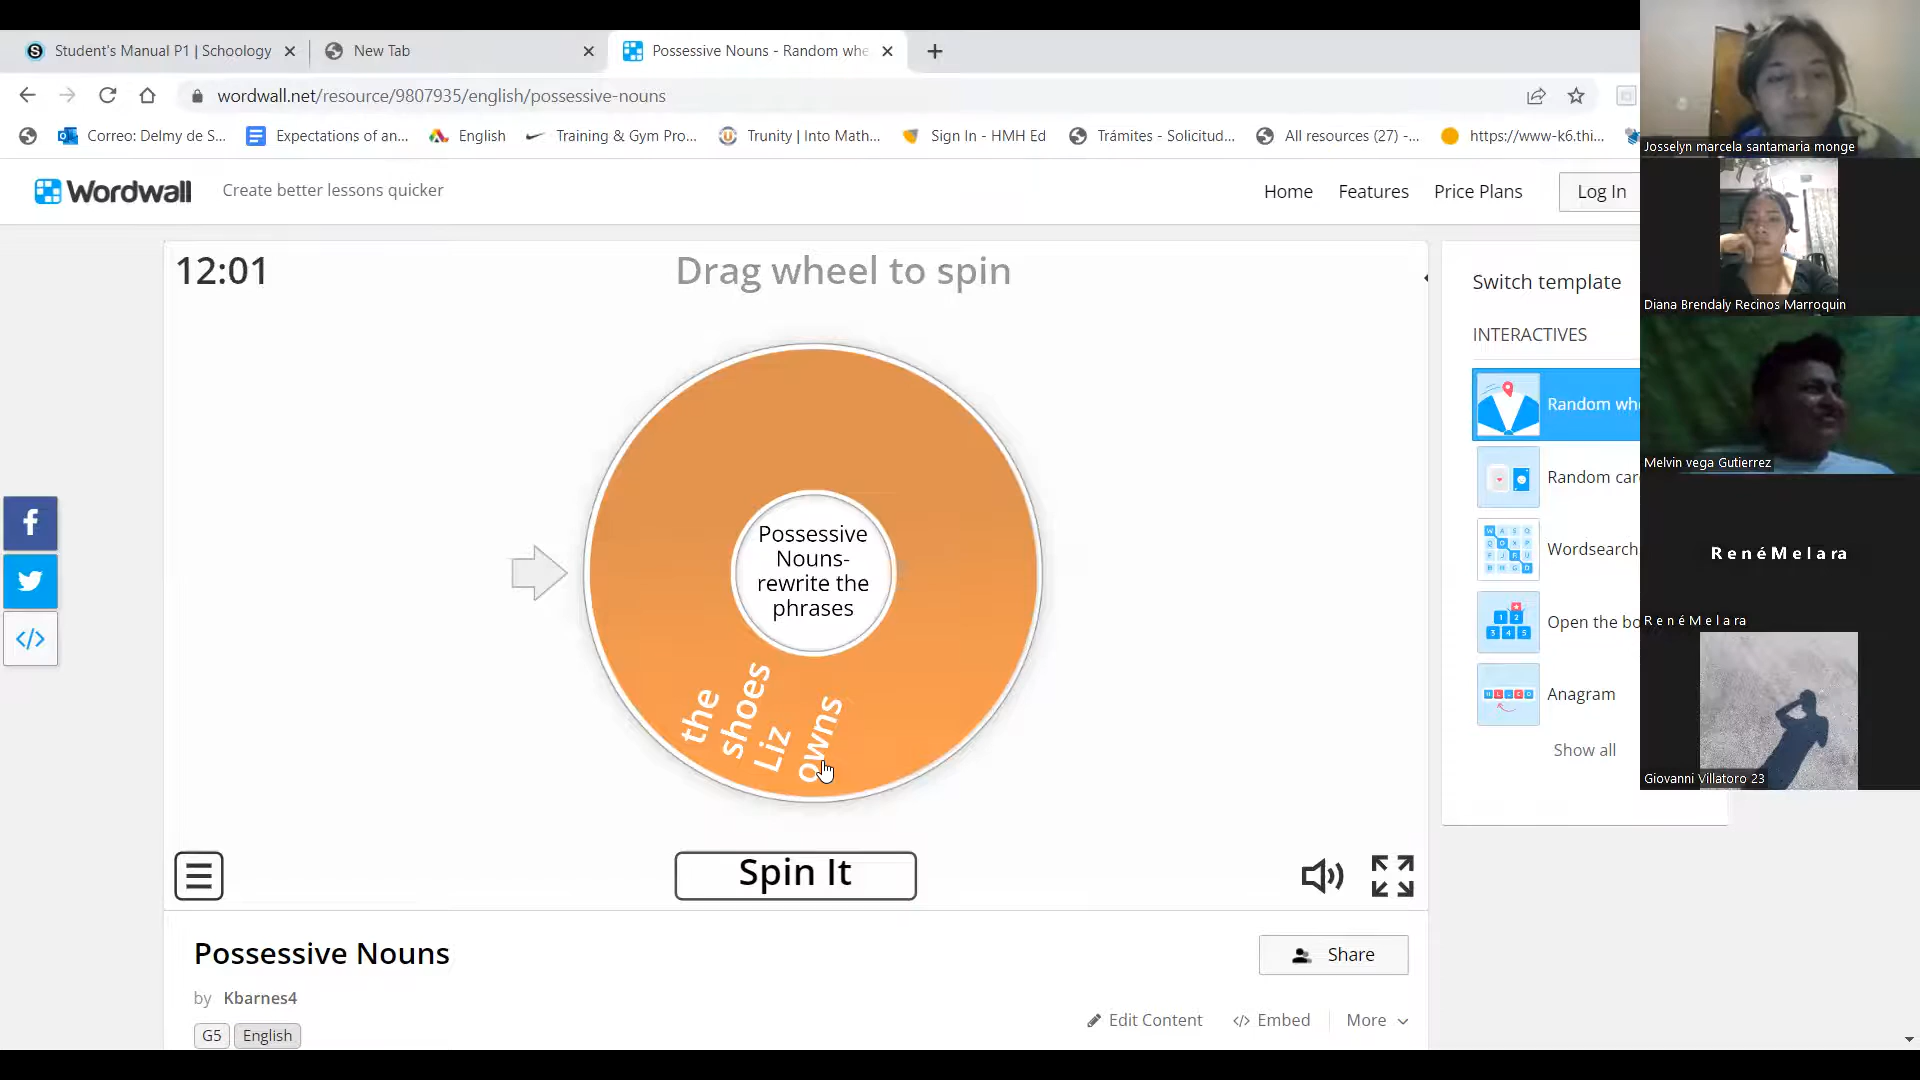 Student's Manual P1 | Schoology
New Tab
Possessive Nouns - Random whe
wordwall.net/resource/9807935/english/possessive-nouns
Correo: Delmy de S...
Expectations of an...
English
Training & Gym Pro...
Trunity | Into Math...
Sign In - HMH Ed
Trámites - Solicitud...
All resources (27) -...
https://www-k6.thi...
Wordwall
Create better lessons quicker
Home
Features
Price Plans
Log In
12:01
Drag wheel to spin
Possessive
Nouns-
rewrite the
phrases
the
shoes
Liz
owns
Spin It
Switch template
INTERACTIVES
Random whe
Random car
Wordsearch
Open the bo
Anagram
Show all
Possessive Nouns
by Kbarnes4
G5
English
Share
Edit Content
Embed
More
Josselyn marcela santamaria monge
Diana Brendaly Recinos Marroquin
Melvin vega Gutierrez
R e n é M e l a r a
R e n é M e l a r a
Giovanni Villatoro 23